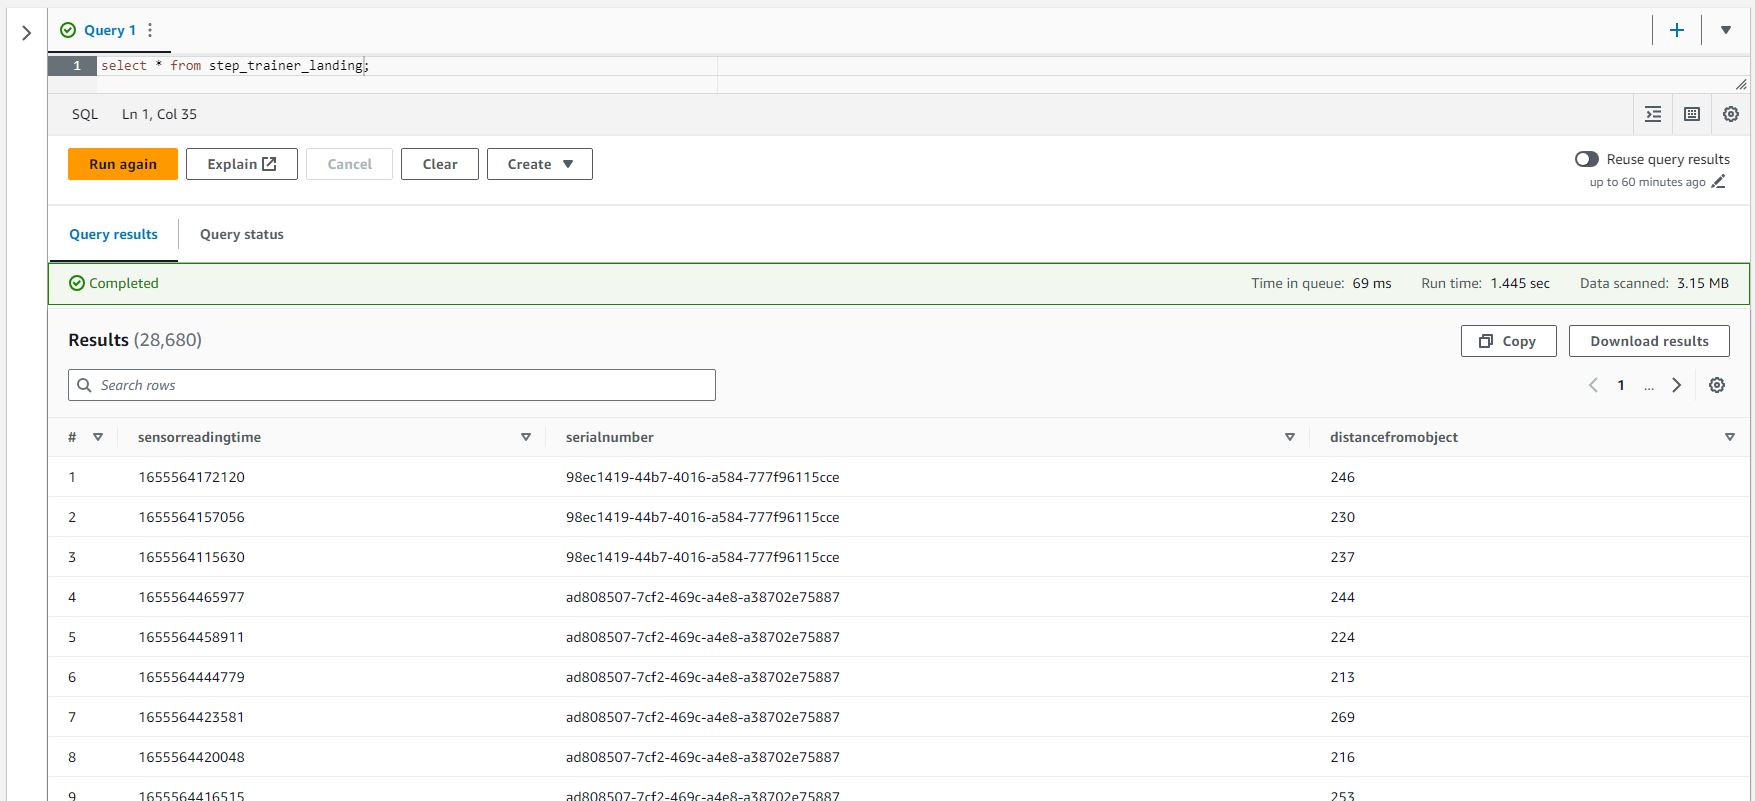 Query 1
1 select * from step_trainer_landing;
SQL Ln 1, Col 35
Run again Explain Cancel Clear Create Reuse query results
up to 60 minutes ago
Query results Query status
Completed Time in queue: 69 ms Run time: 1.445 sec Data scanned: 3.15 MB
Results (28,680) Copy Download results
Search rows 1 ...
# sensorreadingtime serialnumber distancefromobject
1 1655564172120 98ec1419-44b7-4016-a584-777f96115cce 246
2 1655564157056 98ec1419-44b7-4016-a584-777f96115cce 230
3 1655564115630 98ec1419-44b7-4016-a584-777f96115cce 237
4 1655564465977 ad808507-7cf2-469c-a4e8-a38702e75887 244
5 1655564458911 ad808507-7cf2-469c-a4e8-a38702e75887 224
6 1655564444779 ad808507-7cf2-469c-a4e8-a38702e75887 213
7 1655564423581 ad808507-7cf2-469c-a4e8-a38702e75887 269
8 1655564420048 ad808507-7cf2-469c-a4e8-a38702e75887 216
9 1655564416515 ad808507-7cf2-469c-a4e8-a38702e75887 253